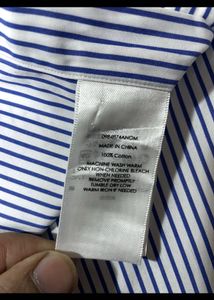 MADE IN CHINA
100% Cotton
MACHINE WASH WARM
ONLY NON-CHLORINE BLEACH
WHEN NEEDED
REMOVE PROMPTLY
TUMBLE DRY LOW
WARM IRON IF NEEDED